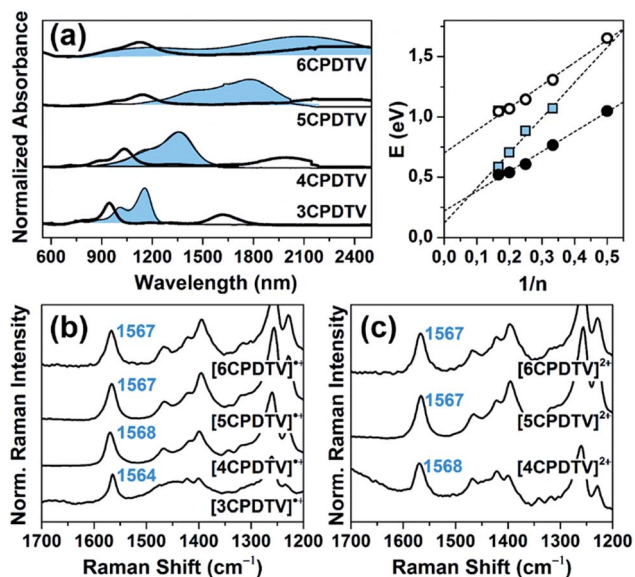 (a)
Normalized Absorbance
6CPDTV
5CPDTV
4CPDTV
3CPDTV
600 900 1200 1500 1800 2100 2400
Wavelength (nm)
E (eV)
1,5
1,0
0,5
0,0
0,0 0,1 0,2 0,3 0,4 0,5
1/n
(b)
Norm. Raman Intensity
1567
[6CPDTV]•+
1567
[5CPDTV]•+
1568
[4CPDTV]•+
1564
[3CPDTV]•+
1700 1600 1500 1400 1300 1200
Raman Shift (cm⁻¹)
(c)
Norm. Raman Intensity
1567
[6CPDTV]²⁺
1567
[5CPDTV]²⁺
1568
[4CPDTV]²⁺
1700 1600 1500 1400 1300 1200
Raman Shift (cm⁻¹)